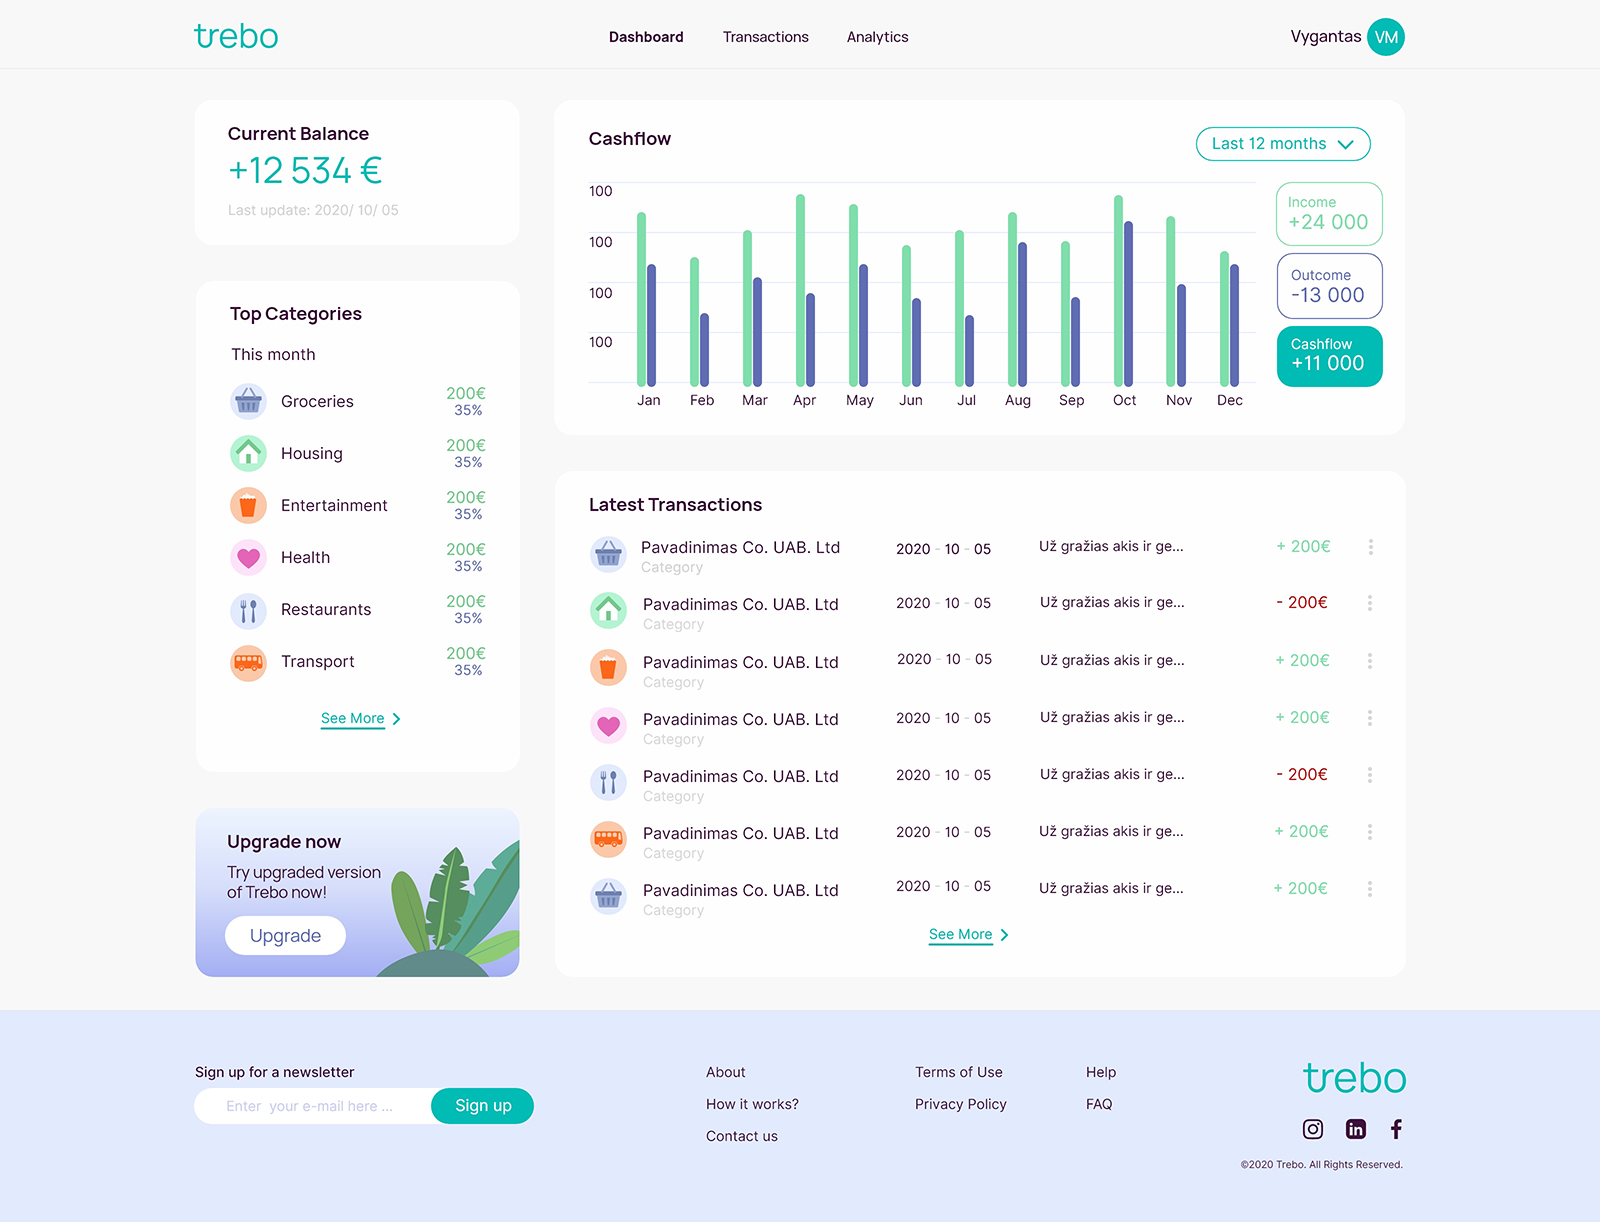 trebo
Dashboard
Transactions
Analytics
Vygantas
VM
Current Balance
+12 534 €
Last update: 2020/ 10/ 05
Top Categories
This month
Groceries
200€
35%
Housing
200€
35%
Entertainment
200€
35%
Health
200€
35%
Restaurants
200€
35%
Transport
200€
35%
See More
Upgrade now
Try upgraded version
of Trebo now!
Upgrade
Cashflow
Last 12 months
100
100
100
100
Jan Feb Mar Apr May Jun Jul Aug Sep Oct Nov Dec
Income
+24 000
Outcome
-13 000
Cashflow
+11 000
Latest Transactions
Pavadinimas Co. UAB. Ltd 2020 - 10 - 05 Už gražias akis ir ge... + 200€
Category
Pavadinimas Co. UAB. Ltd 2020 - 10 - 05 Už gražias akis ir ge... - 200€
Category
Pavadinimas Co. UAB. Ltd 2020 - 10 - 05 Už gražias akis ir ge... + 200€
Category
Pavadinimas Co. UAB. Ltd 2020 - 10 - 05 Už gražias akis ir ge... + 200€
Category
Pavadinimas Co. UAB. Ltd 2020 - 10 - 05 Už gražias akis ir ge... - 200€
Category
Pavadinimas Co. UAB. Ltd 2020 - 10 - 05 Už gražias akis ir ge... + 200€
Category
Pavadinimas Co. UAB. Ltd 2020 - 10 - 05 Už gražias akis ir ge... + 200€
Category
See More
Sign up for a newsletter
Enter your e-mail here ...
Sign up
About
How it works?
Contact us
Terms of Use
Privacy Policy
Help
FAQ
trebo
in
©2020 Trebo. All Rights Reserved.